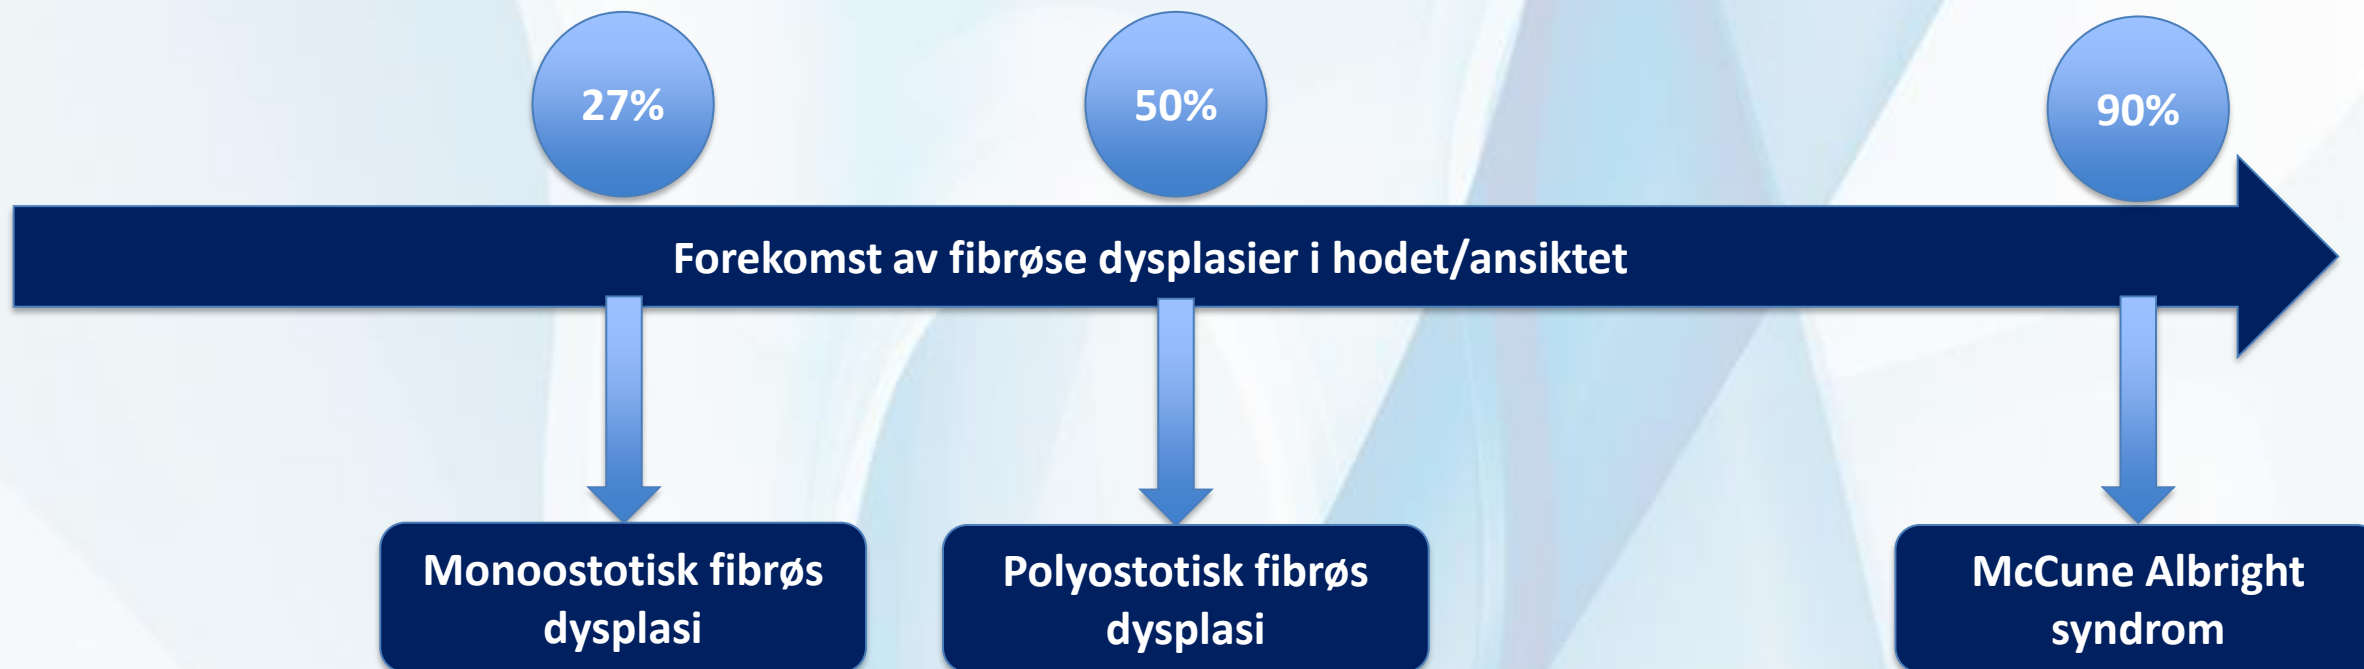 27%
50%
90%
Forekomst av fibrøse dysplasier i hodet/ansiktet
Monoostotisk fibrøs
dysplasi
Polyostotisk fibrøs
dysplasi
McCune Albright
syndrom